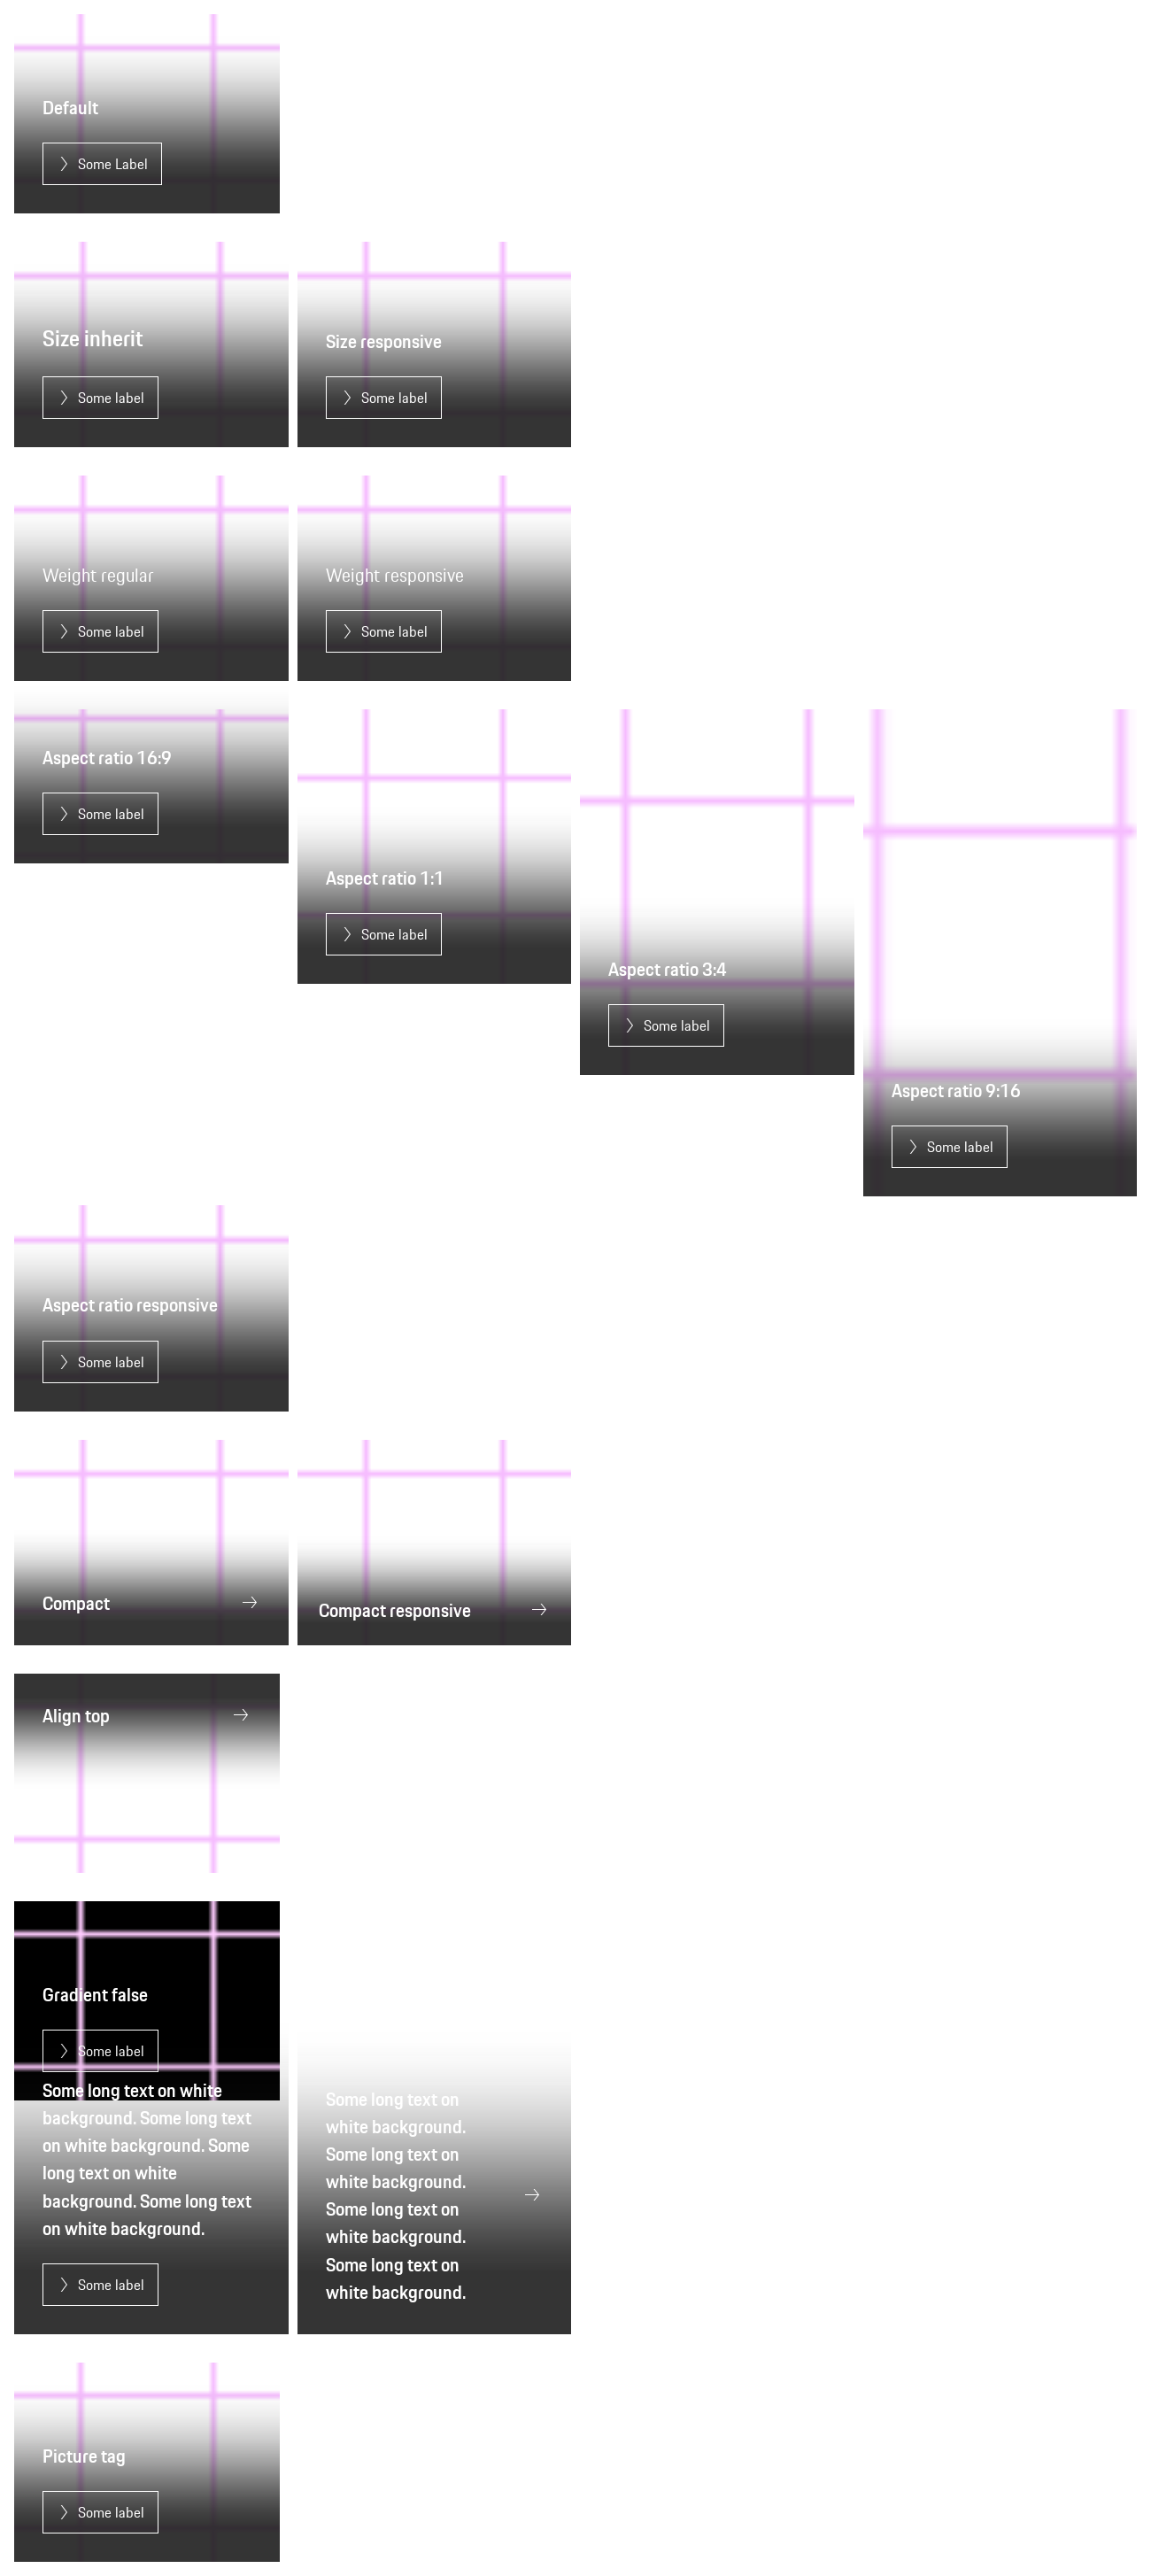 Default
Some Label
Size inherit
Size responsive
Some label
Some label
Weight regular
Weight responsive
Some label
Some label
Aspect ratio 16:9
Some label
Aspect ratio 1:1
Some label
Aspect ratio 3:4
Some label
Aspect ratio 9:16
Some label
Aspect ratio responsive
Some label
Compact
Compact responsive
Align top
Gradient false
Some label
Some long text on white
background. Some long text
on white background. Some
long text on white
background. Some long text
on white background.
Some label
Some long text on
white background.
Some long text on
white background.
Some long text on
white background.
Some long text on
white background.
Picture tag
Some label